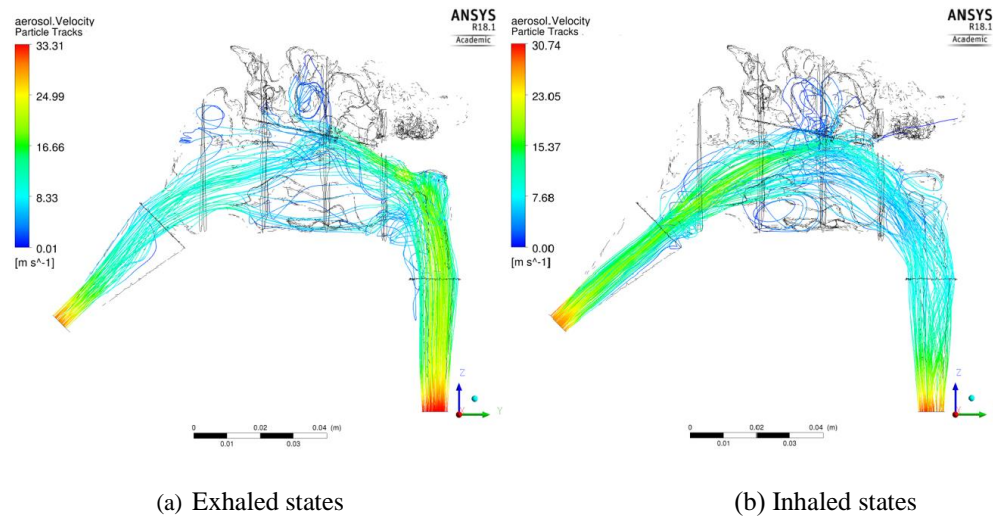 aerosol.Velocity
Particle Tracks
33.31
24.99
16.66
8.33
0.01
[m s^-1]
ANSYS
R18.1
Academic
Z
Y
0 0.02 0.04 (m)
0.01 0.03
(a) Exhaled states
aerosol.Velocity
Particle Tracks
30.74
23.05
15.37
7.68
0.00
[m s^-1]
ANSYS
R18.1
Academic
Z
Y
0 0.02 0.04 (m)
0.01 0.03
(b) Inhaled states